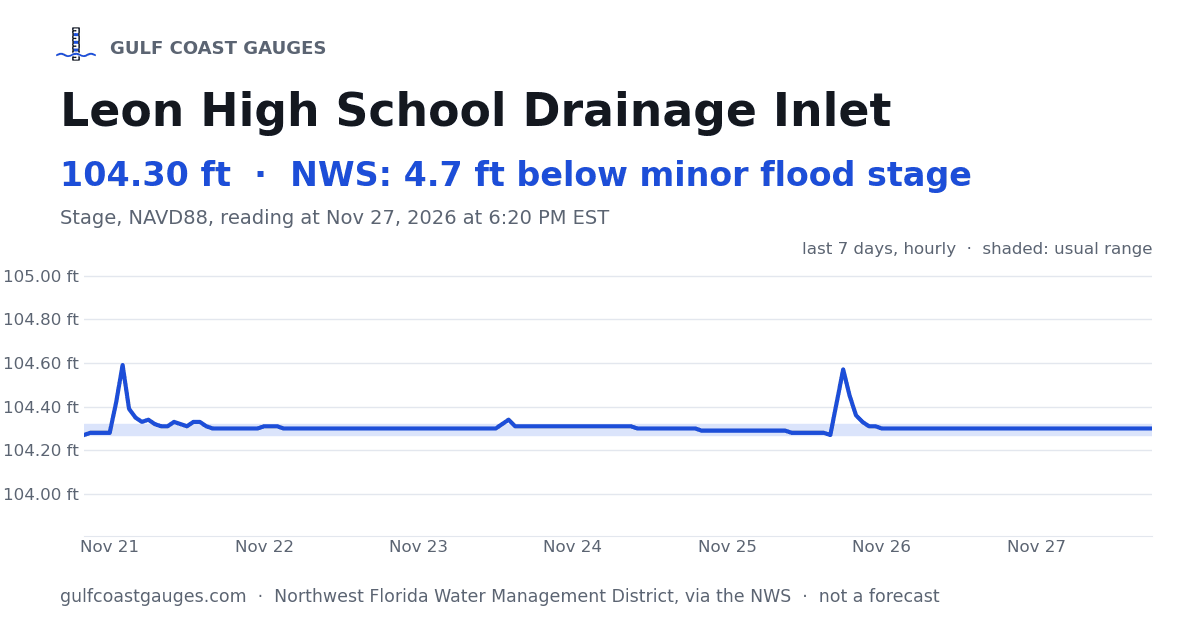 GULF COAST GAUGES
Leon High School Drainage Inlet
104.30 ft · NWS: 4.7 ft below minor flood stage
Stage, NAVD88, reading at Nov 27, 2026 at 6:20 PM EST
last 7 days, hourly · shaded: usual range
105.00 ft
104.80 ft
104.60 ft
104.40 ft
104.20 ft
104.00 ft
Nov 21 Nov 22 Nov 23 Nov 24 Nov 25 Nov 26 Nov 27
gulfcoastgauges.com · Northwest Florida Water Management District, via the NWS · not a forecast